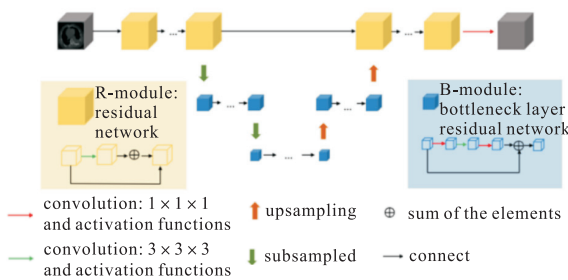 ...
...
R-module:
residual
network
...
...
... ...
B-module:
bottleneck layer
residual network
convolution: 1 × 1 × 1
and activation functions
upsampling
⊕ sum of the elements
convolution: 3 × 3 × 3
and activation functions
subsampled
connect